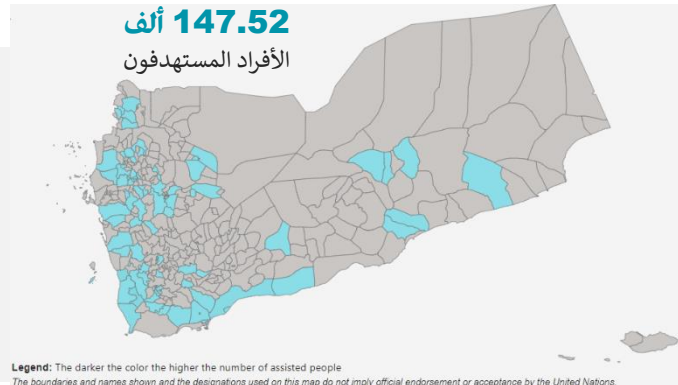 147.52 ألف
الأفراد المستهدفون
Legend: The darker the color the higher the number of assisted people
The boundaries and names shown and the designations used on this map do not imply official endorsement or acceptance by the United Nations.